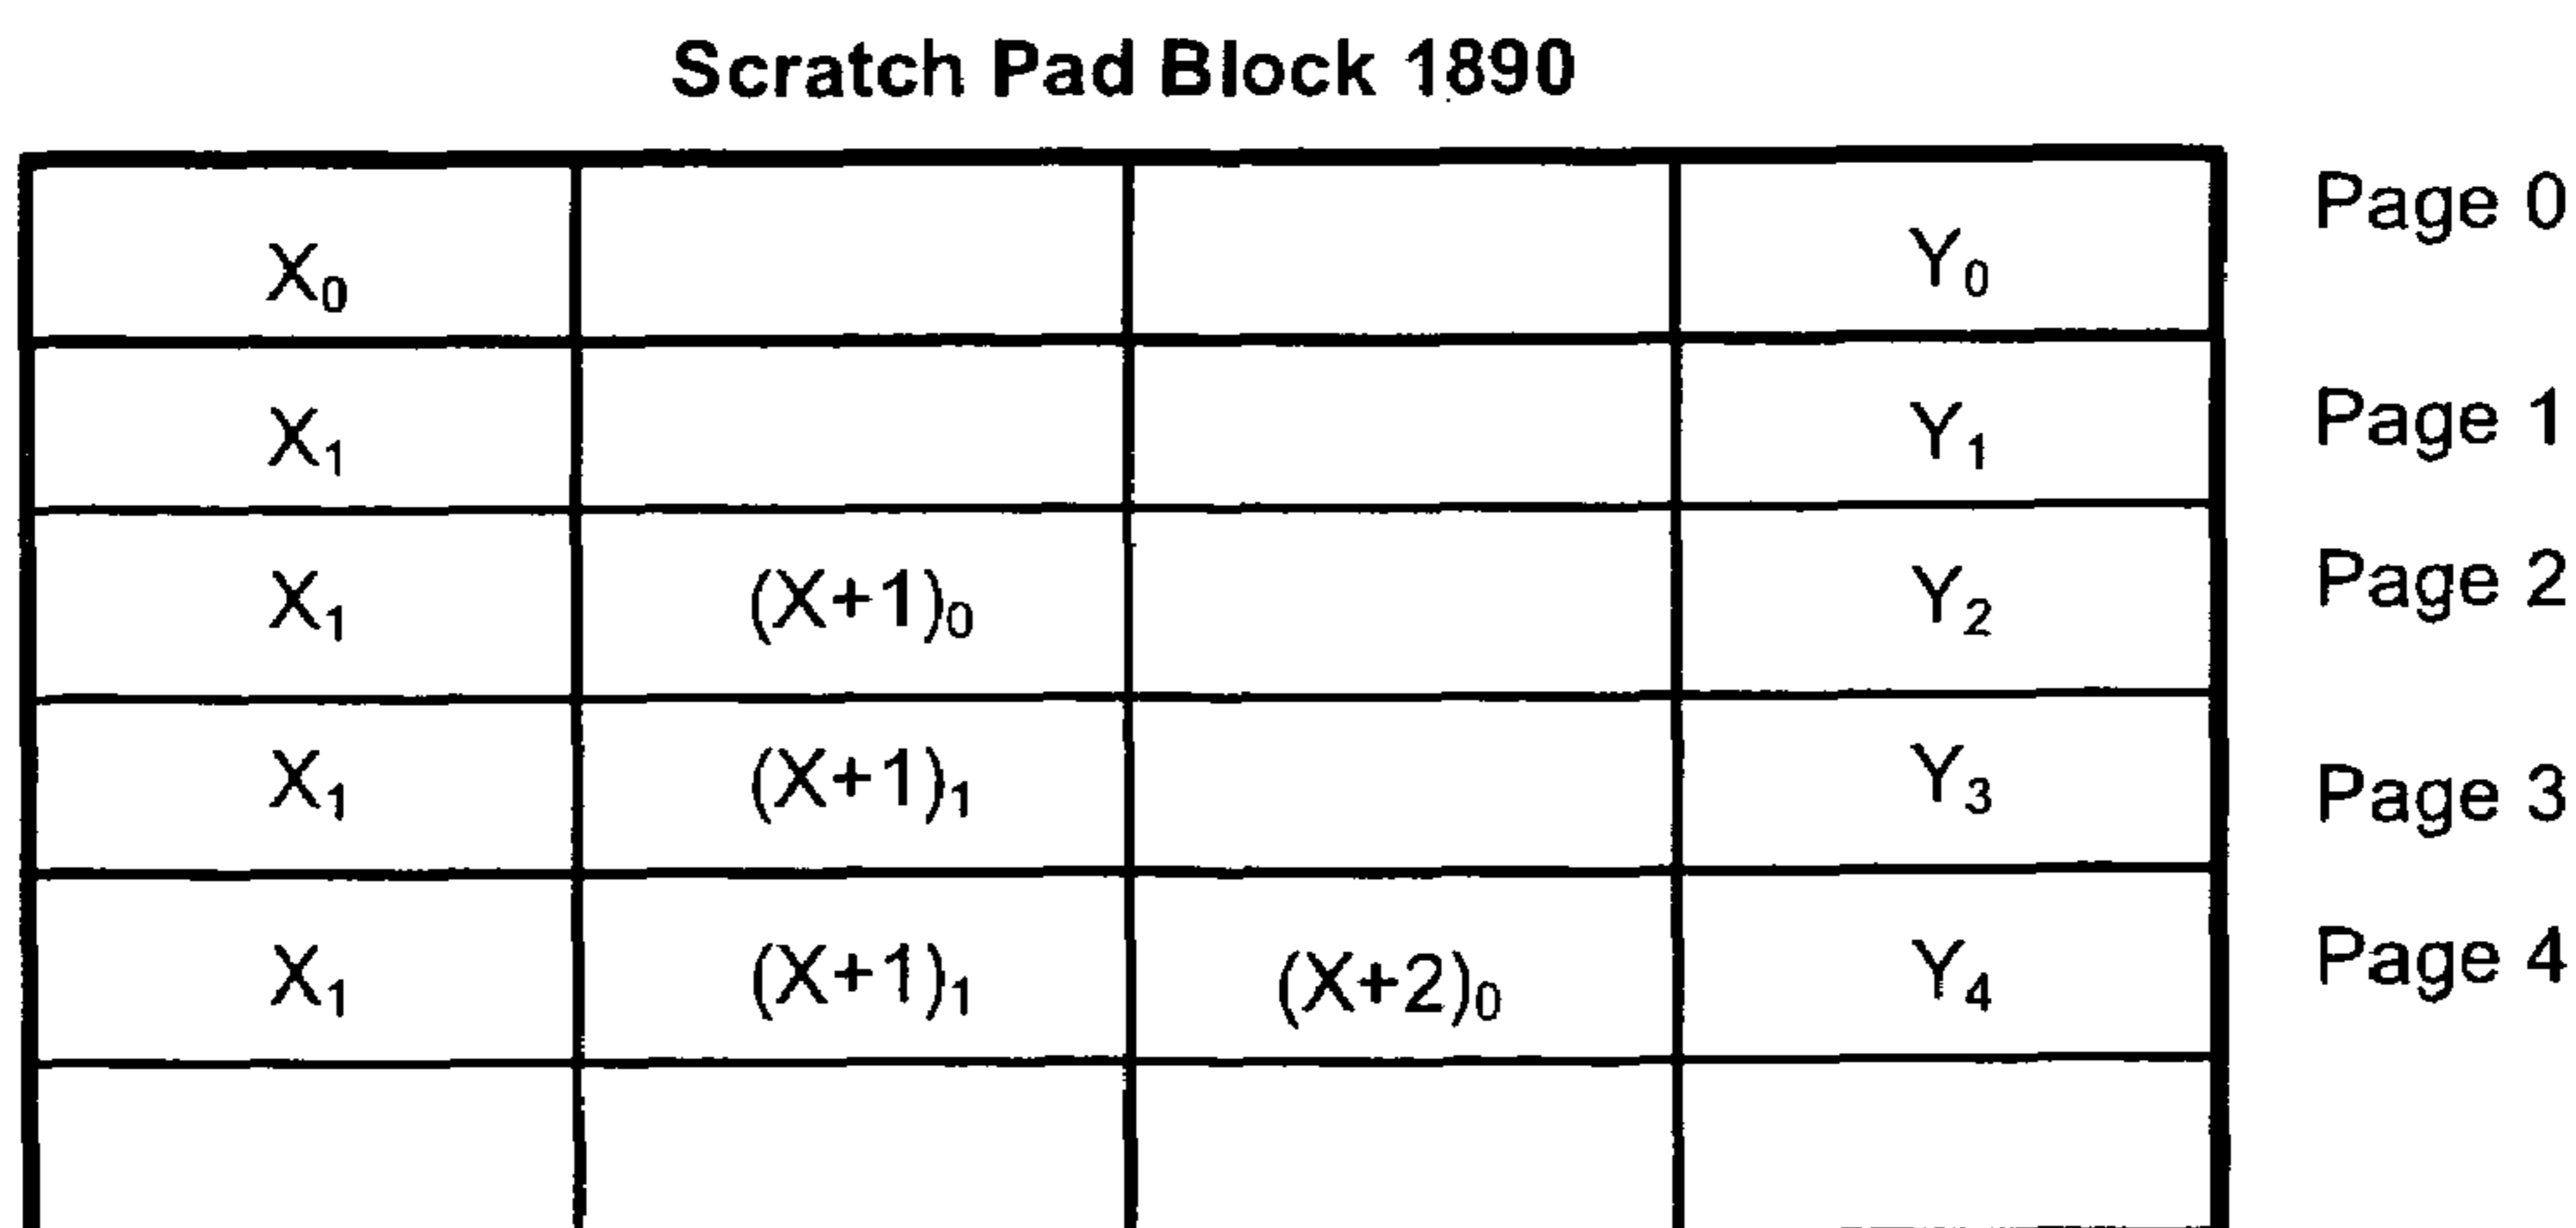 Scratch Pad Block 1890
X₀ Y₀ Page 0
X₁ Y₁ Page 1
X₁ (X+1)₀ Y₂ Page 2
X₁ (X+1)₁ Y₃ Page 3
X₁ (X+1)₁ (X+2)₀ Y₄ Page 4